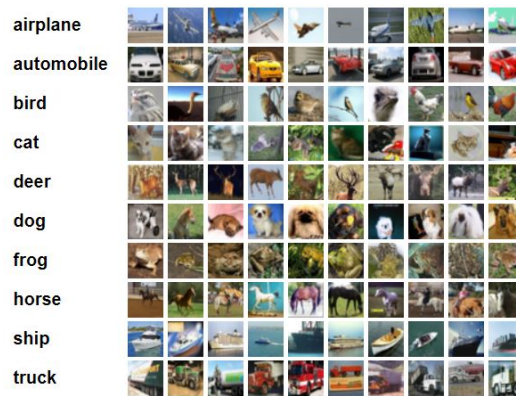 airplane
automobile
bird
cat
deer
dog
frog
horse
ship
truck